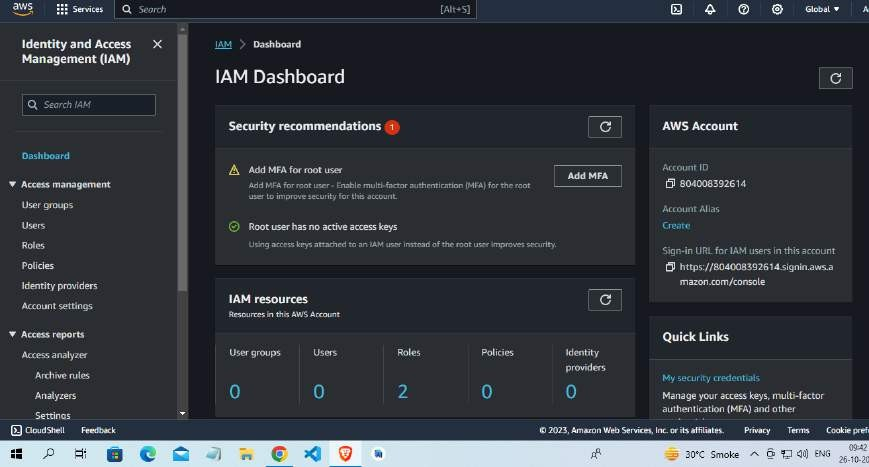 aws
Services
Search
[Alt+S]
Global
Identity and Access
Management (IAM)
Search IAM
Dashboard
Access management
User groups
Users
Roles
Policies
Identity providers
Account settings
Access reports
Access analyzer
Archive rules
Analyzers
Settings
IAM > Dashboard
IAM Dashboard
Security recommendations 1
Add MFA for root user
Add MFA for root user - Enable multi-factor authentication (MFA) for the root
user to improve security for this account.
Add MFA
Root user has no active access keys
Using access keys attached to an IAM user instead of the root user improves security.
IAM resources
Resources in this AWS Account
User groups
Users
Roles
Policies
Identity
providers
0
0
2
0
0
AWS Account
Account ID
804008392614
Account Alias
Create
Sign-in URL for IAM users in this account
https://804008392614.signin.aws.a
mazon.com/console
Quick Links
My security credentials
Manage your access keys, multi-factor
authentication (MFA) and other
CloudShell
Feedback
© 2023, Amazon Web Services, Inc. or its affiliates.
Privacy
Terms
Cookie pref
30°C Smoke
ENG
09:42
26-10-20